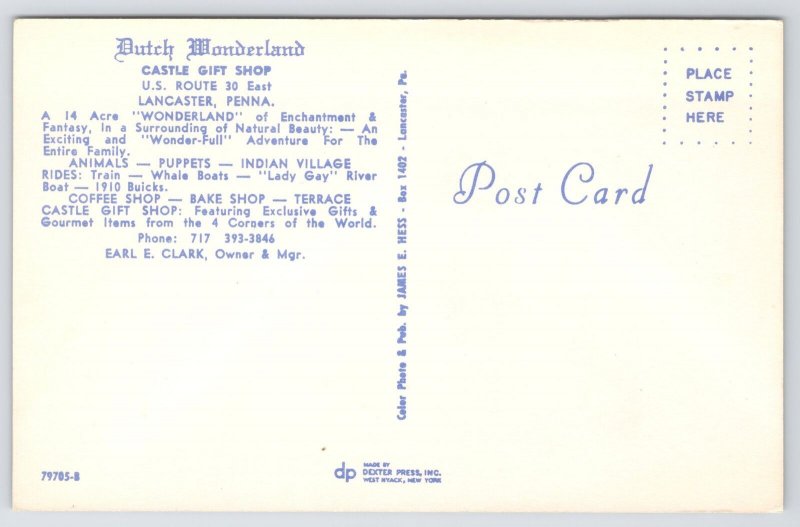 Dutch Wonderland
CASTLE GIFT SHOP
U.S. ROUTE 30 East
LANCASTER, PENNA.
A 14 Acre "WONDERLAND" of Enchantment &
Fantasy, In a Surrounding of Natural Beauty: — An
Exciting and "Wonder-Full" Adventure For The
Entire Family.
ANIMALS — PUPPETS — INDIAN VILLAGE
RIDES: Train — Whale Boats — "Lady Gay" River
Boat — 1910 Buicks.
COFFEE SHOP — BAKE SHOP — TERRACE
CASTLE GIFT SHOP: Featuring Exclusive Gifts &
Gourmet Items from the 4 Corners of the World.
Phone: 717 393-3846
EARL E. CLARK, Owner & Mgr.
79705-B
Color Photo & Pub. by JAMES E. HESS - Box 1402 - Lancaster, Pa.
dp
MADE BY
DEXTER PRESS, INC.
WEST NYACK, NEW YORK
Post Card
PLACE
STAMP
HERE